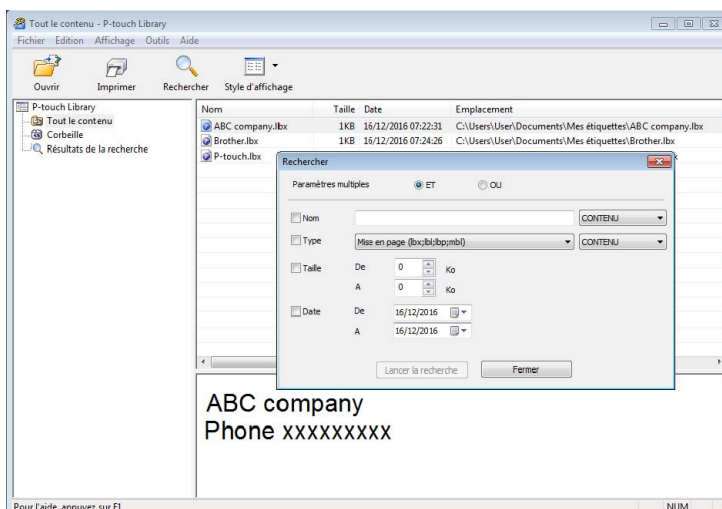 Tout le contenu - P-touch Library
Fichier Edition Affichage Outils Aide
Ouvrir Imprimer Rechercher Style d'affichage
P-touch Library
Tout le contenu
Corbeille
Résultats de la recherche
Nom Taille Date Emplacement
ABC company.lbx 1KB 16/12/2016 07:22:31 C:\Users\User\Documents\Mes étiquettes\ABC company.lbx
Brother.lbx 1KB 16/12/2016 07:24:26 C:\Users\User\Documents\Mes étiquettes\Brother.lbx
P-touch.lbx
Rechercher
Paramètres multiples ET OU
Nom CONTENU
Type Mise en page (lbx;lbl;lbp;mbl) CONTENU
Taille De 0 Ko
A 0 Ko
Date De 16/12/2016
A 16/12/2016
Lancer la recherche Fermer
ABC company
Phone xxxxxxxxx
Pour l'aide, appuyez sur F1 NUM